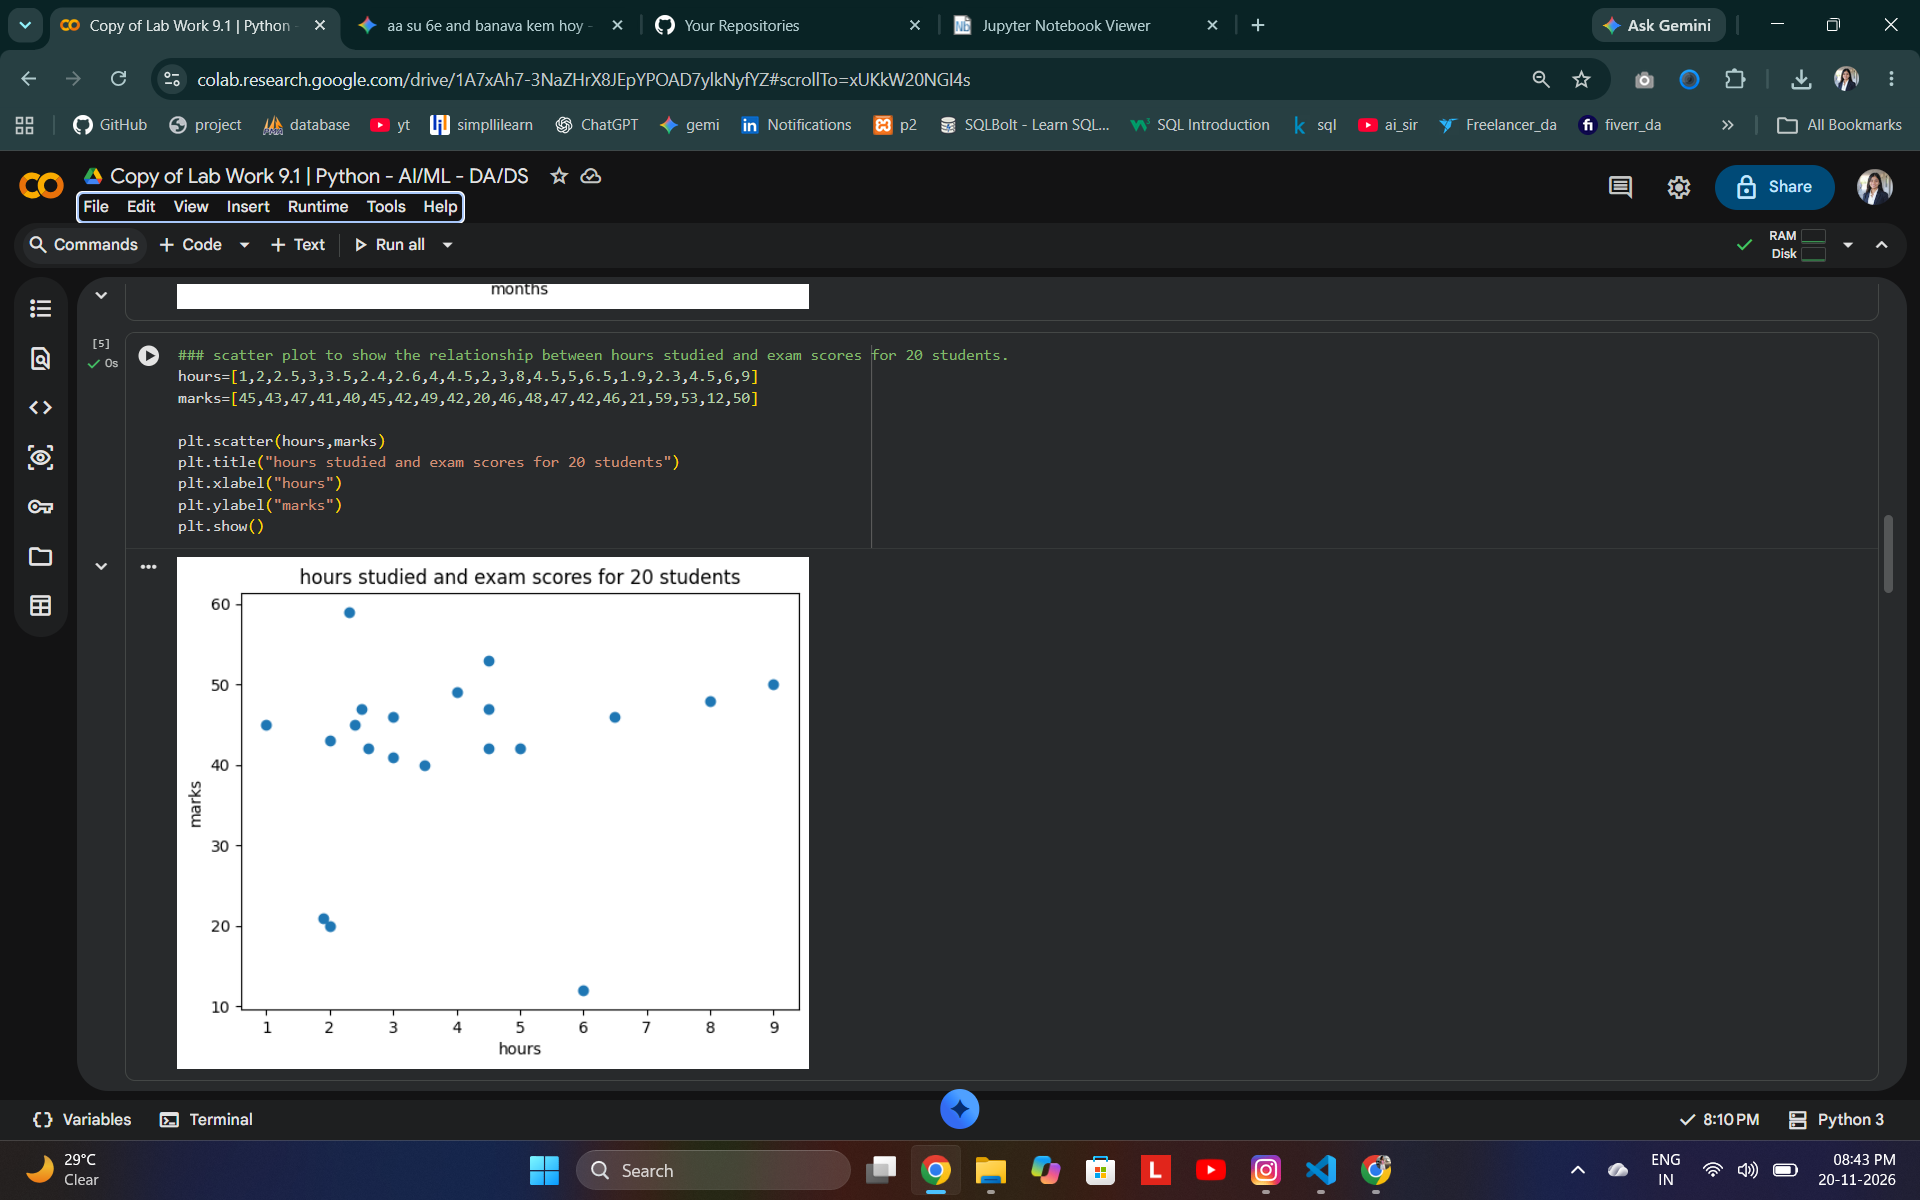 Copy of Lab Work 9.1 | Python -
aa su 6e and banava kem hoy -
Your Repositories
Jupyter Notebook Viewer
Ask Gemini
colab.research.google.com/drive/1A7xAh7-3NaZHrX8JEpYPOAD7ylkNyfYZ#scrollTo=xUKkW20NGI4s
GitHub project database yt simpllilearn ChatGPT gemi Notifications p2 SQLBolt - Learn SQL... SQL Introduction sql ai_sir Freelancer_da fiverr_da » All Bookmarks
Copy of Lab Work 9.1 | Python - AI/ML - DA/DS
Share
File Edit View Insert Runtime Tools Help
Commands + Code + Text Run all
RAM
Disk
months
[5]
0s
### scatter plot to show the relationship between hours studied and exam scores for 20 students.
hours=[1,2,2.5,3,3.5,2.4,2.6,4,4.5,2,3,8,4.5,5,6.5,1.9,2.3,4.5,6,9]
marks=[45,43,47,41,40,45,42,49,42,20,46,48,47,42,46,21,59,53,12,50]
plt.scatter(hours,marks)
plt.title("hours studied and exam scores for 20 students")
plt.xlabel("hours")
plt.ylabel("marks")
plt.show()
hours studied and exam scores for 20 students
60
50
40
30
20
10
marks
1 2 3 4 5 6 7 8 9
hours
Variables Terminal
8:10 PM Python 3
29°C
Clear
Search
ENG
IN
08:43 PM
20-11-2026